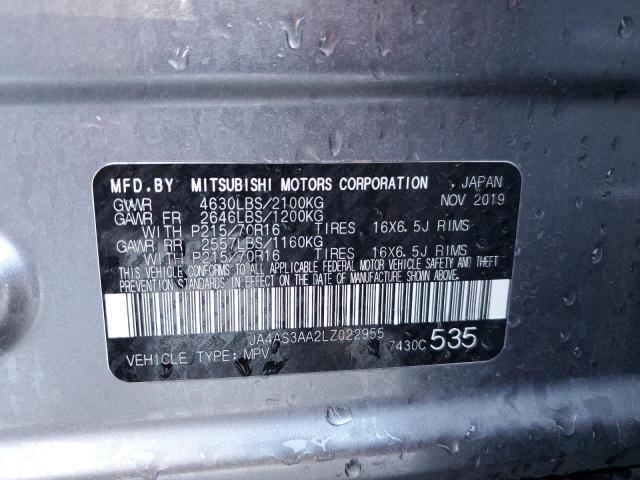 MFD.BY MITSUBISHI MOTORS CORPORATION JAPAN
GVWR 4630LBS/2100KG NOV 2019
GAWR FR 2646LBS/1200KG
WITH P215/70R16 TIRES 16X6.5J RIMS
GAWR RR 2557LBS/1160KG
WITH P215/70R16 TIRES 16X6.5J RIMS
THIS VEHICLE CONFORMS TO ALL APPLICABLE FEDERAL MOTOR VEHICLE SAFETY AND THEFT
PREVENTION STANDARDS IN EFFECT ON THE DATE OF MANUFACTURE SHOWN ABOVE.
JA4AS3AA2LZ022955 7430C 535
VEHICLE TYPE: MPV